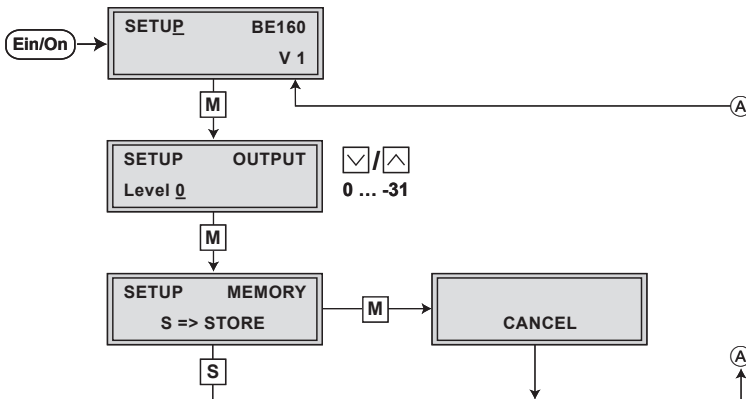 Ein/On
SETUP BE160
V 1
A
M
SETUP OUTPUT
Level 0
/
0 ... -31
M
SETUP MEMORY
S => STORE
M
CANCEL
S
A